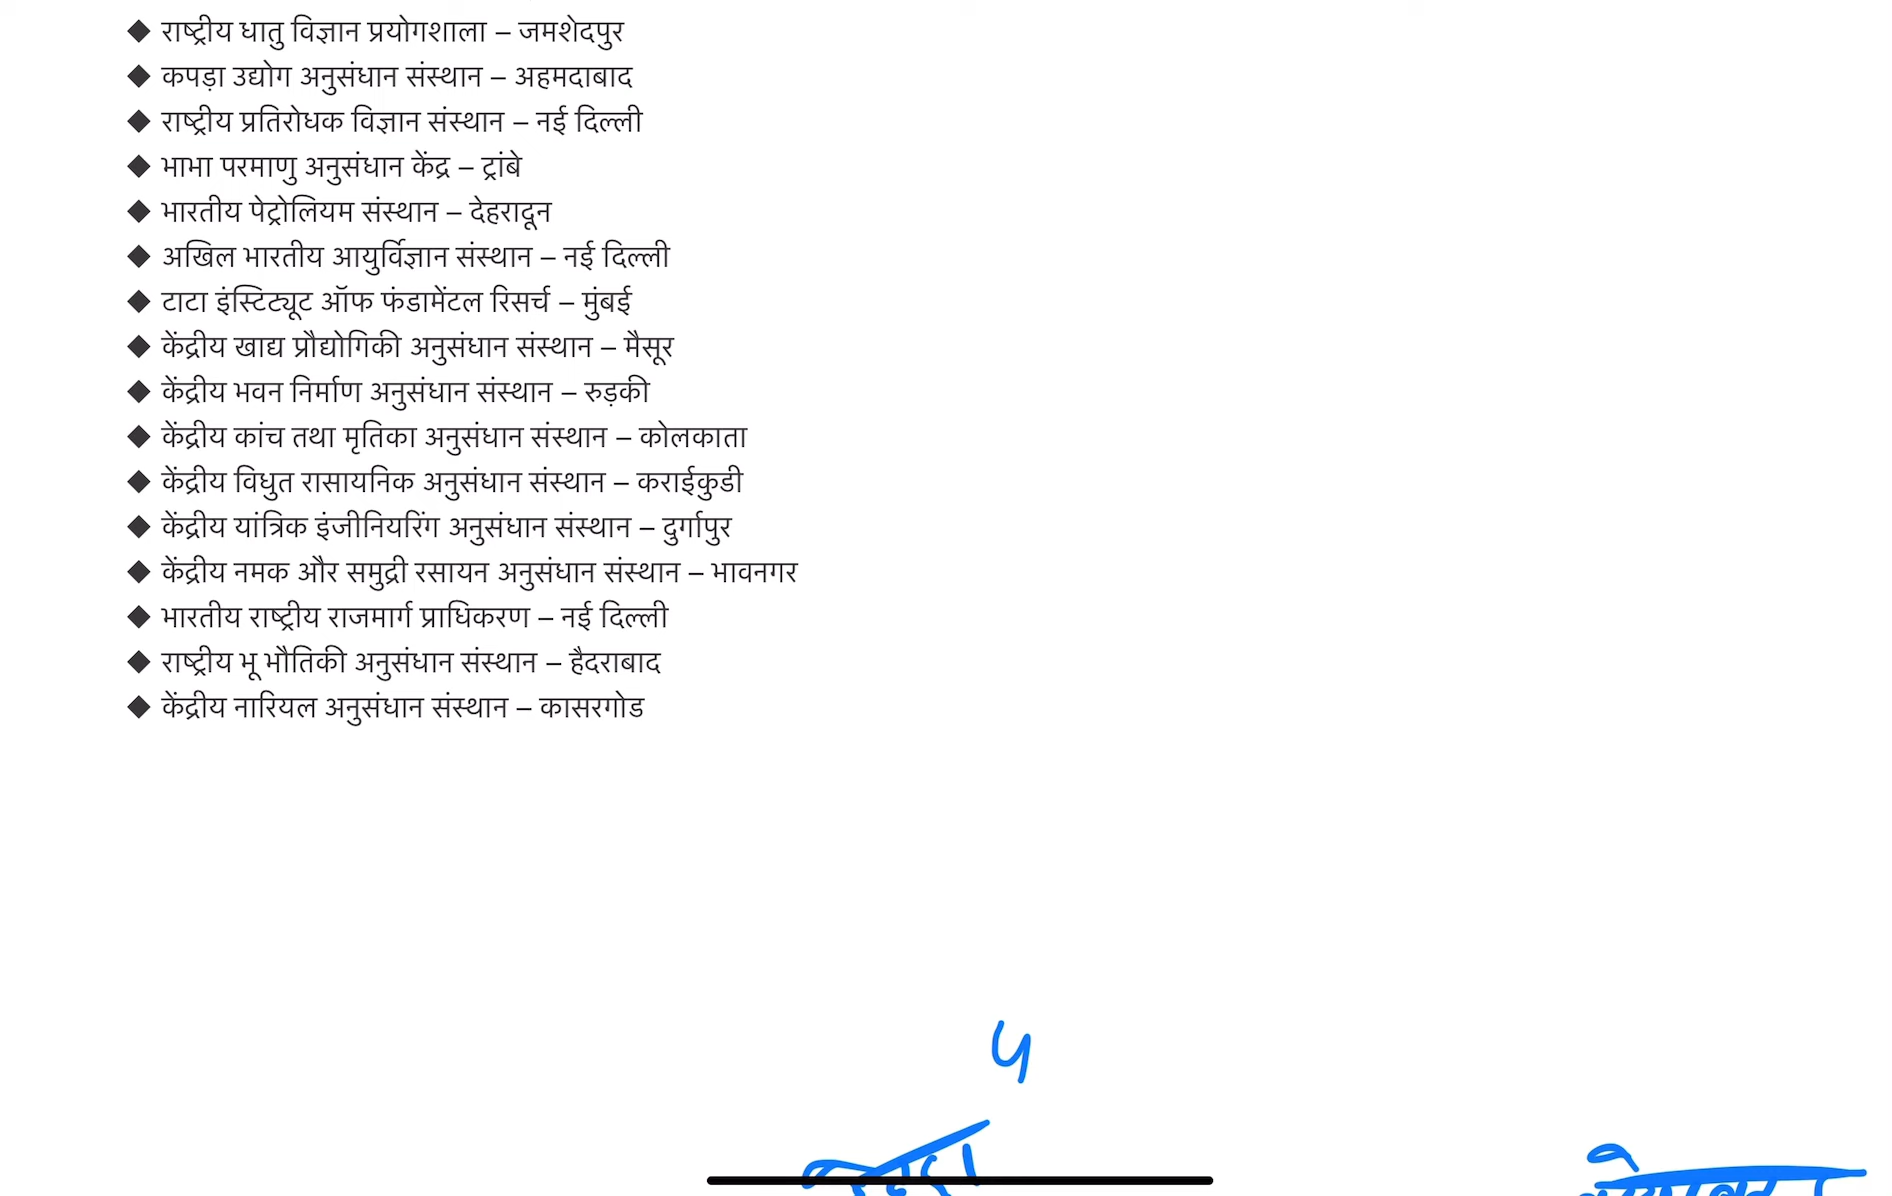 ◆ राष्ट्रीय धातु विज्ञान प्रयोगशाला – जमशेदपुर
◆ कपड़ा उद्योग अनुसंधान संस्थान – अहमदाबाद
◆ राष्ट्रीय प्रतिरोधक विज्ञान संस्थान – नई दिल्ली
◆ भाभा परमाणु अनुसंधान केंद्र – ट्रांबे
◆ भारतीय पेट्रोलियम संस्थान – देहरादून
◆ अखिल भारतीय आयुर्विज्ञान संस्थान – नई दिल्ली
◆ टाटा इंस्टिट्यूट ऑफ फंडामेंटल रिसर्च – मुंबई
◆ केंद्रीय खाद्य प्रौद्योगिकी अनुसंधान संस्थान – मैसूर
◆ केंद्रीय भवन निर्माण अनुसंधान संस्थान – रुड़की
◆ केंद्रीय कांच तथा मृतिका अनुसंधान संस्थान – कोलकाता
◆ केंद्रीय विधुत रासायनिक अनुसंधान संस्थान – कराईकुडी
◆ केंद्रीय यांत्रिक इंजीनियरिंग अनुसंधान संस्थान – दुर्गापुर
◆ केंद्रीय नमक और समुद्री रसायन अनुसंधान संस्थान – भावनगर
◆ भारतीय राष्ट्रीय राजमार्ग प्राधिकरण – नई दिल्ली
◆ राष्ट्रीय भू भौतिकी अनुसंधान संस्थान – हैदराबाद
◆ केंद्रीय नारियल अनुसंधान संस्थान – कासरगोड